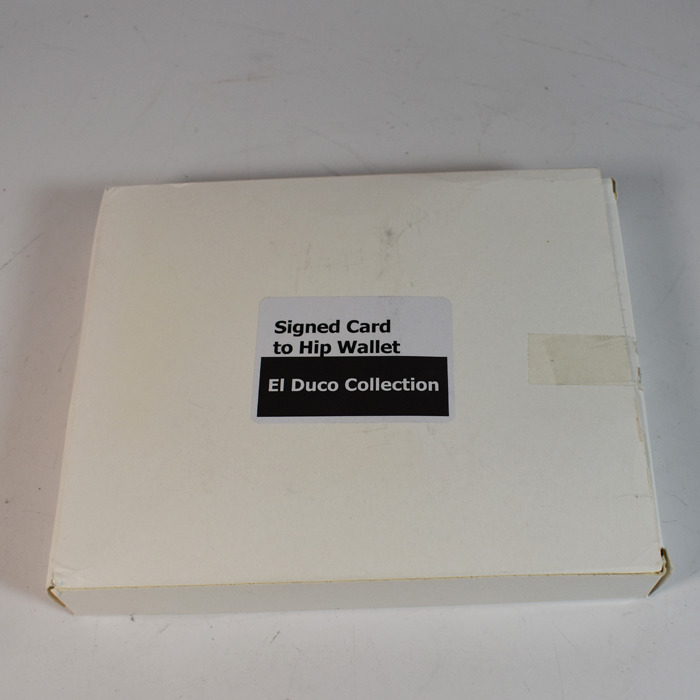 Signed Card
to Hip Wallet
El Duco Collection